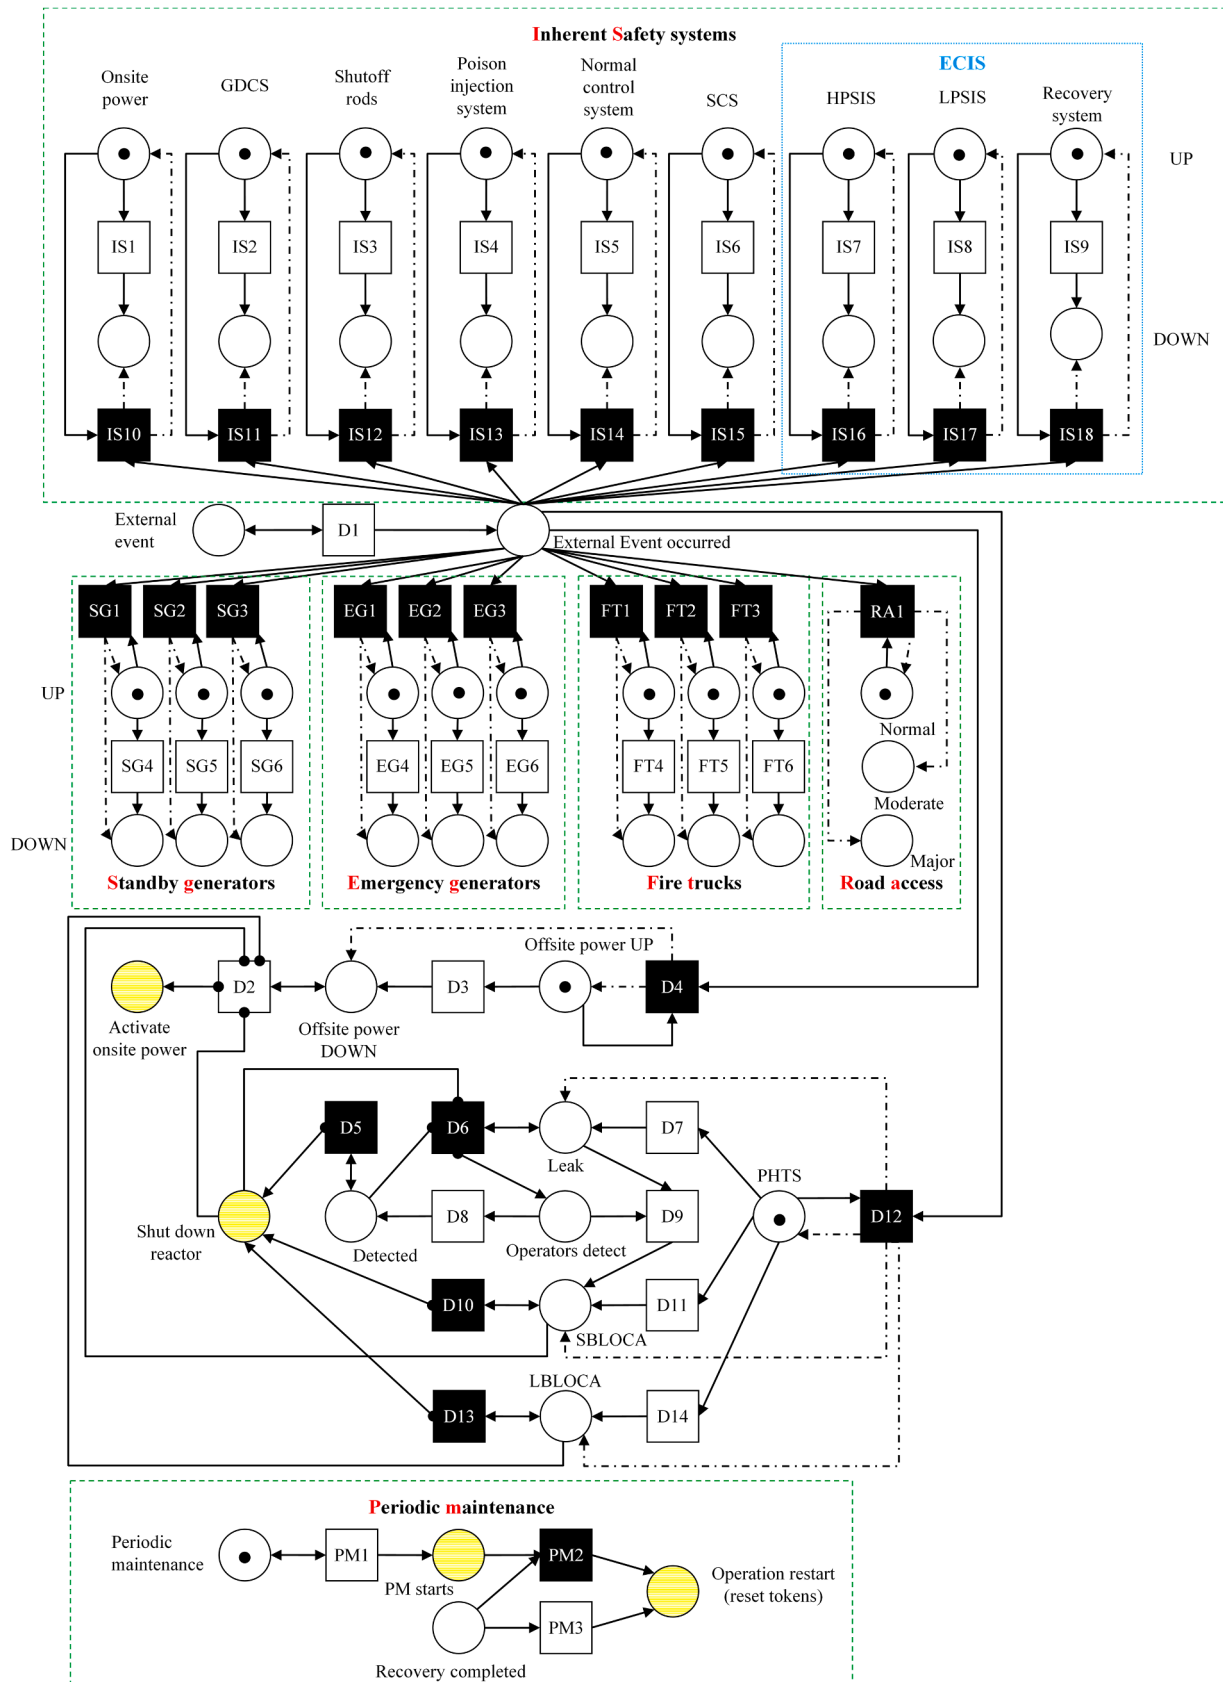 Inherent Safety systems
ECIS
Onsite
power
GDCS
Shutoff
rods
Poison
injection
system
Normal
control
system
SCS
HPSIS
LPSIS
Recovery
system
UP
IS1
IS2
IS3
IS4
IS5
IS6
IS7
IS8
IS9
DOWN
IS10
IS11
IS12
IS13
IS14
IS15
IS16
IS17
IS18
External
event
D1
External Event occurred
SG1
SG2
SG3
EG1
EG2
EG3
FT1
FT2
FT3
RA1
UP
Normal
SG4
SG5
SG6
EG4
EG5
EG6
FT4
FT5
FT6
Moderate
DOWN
Major
Standby generators
Emergency generators
Fire trucks
Road access
Offsite power UP
D2
D3
D4
Activate
onsite power
Offsite power
DOWN
D5
D6
D7
Leak
PHTS
Shut down
reactor
Detected
D8
Operators detect
D9
D12
D10
D11
SBLOCA
LBLOCA
D13
D14
Periodic maintenance
Periodic
maintenance
PM1
PM starts
PM2
Operation restart
(reset tokens)
PM3
Recovery completed